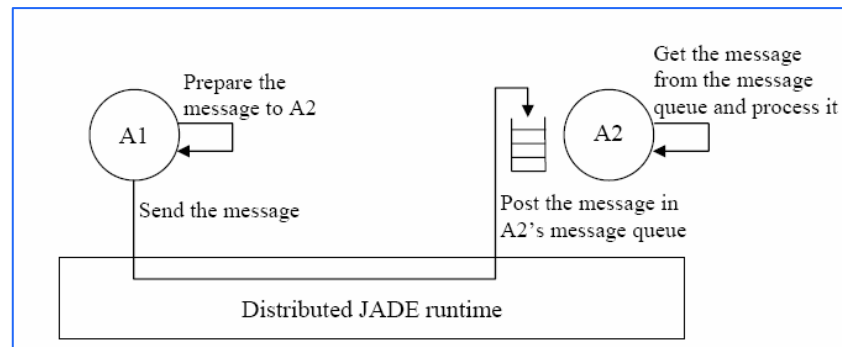 Prepare the
message to A2
A1
Send the message
Get the message
from the message
queue and process it
A2
Post the message in
A2's message queue
Distributed JADE runtime